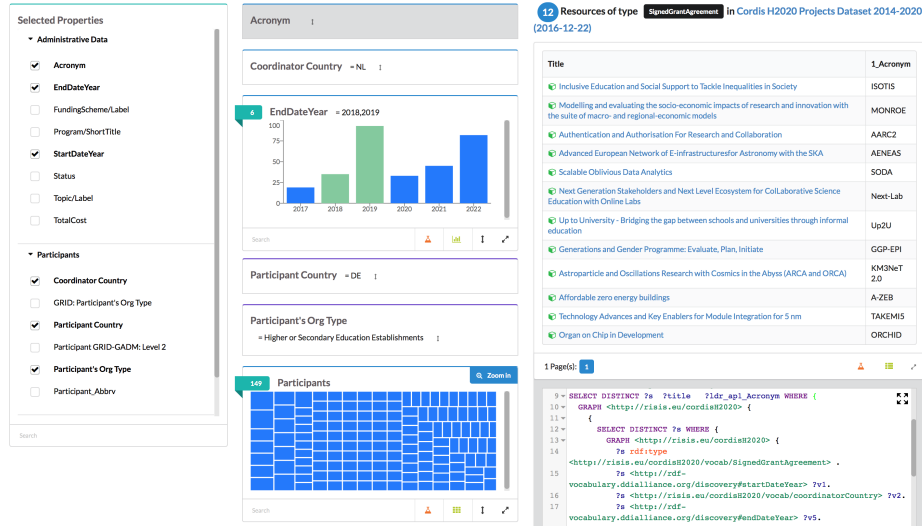 Selected Properties
Administrative Data
Acronym
EndDateYear
FundingScheme/Label
Program/ShortTitle
StartDateYear
Status
Topic/Label
TotalCost
Participants
Coordinator Country
GRID: Participant's Org Type
Participant Country
Participant GRID-GADM: Level 2
Participant's Org Type
Participant_Abbrv
Search
Acronym
Coordinator Country = NL
6 EndDateYear = 2018,2019
100
75
50
25
0
2017 2018 2019 2020 2021 2022
Search
Participant Country = DE
Participant's Org Type
= Higher or Secondary Education Establishments
Zoom in
149 Participants
Search
12 Resources of type SignedGrantAgreement in Cordis H2020 Projects Dataset 2014-2020
(2016-12-22)
Title 1_Acronym
Inclusive Education and Social Support to Tackle Inequalities in Society ISOTIS
Modelling and evaluating the socio-economic impacts of research and innovation with
the suite of macro- and regional-economic models MONROE
Authentication and Authorisation For Research and Collaboration AARC2
Advanced European Network of E-infrastructuresfor Astronomy with the SKA AENEAS
Scalable Oblivious Data Analytics SODA
Next Generation Stakeholders and Next Level Ecosystem for ColLaborative Science
Education with Online Labs Next-Lab
Up to University - Bridging the gap between schools and universities through informal
education Up2U
Generations and Gender Programme: Evaluate, Plan, Initiate GGP-EPI
Astroparticle and Oscillations Research with Cosmics in the Abyss (ARCA and ORCA) KM3NeT
2.0
Affordable zero energy buildings A-ZEB
Technology Advances and Key Enablers for Module Integration for 5 nm TAKEMI5
Organ on Chip in Development ORCHID
1 Page(s): 1
9 SELECT DISTINCT ?s ?title ?ldr_ap1_Acronym WHERE {
10 GRAPH <http://risis.eu/cordisH2020> {
11 {
12 SELECT DISTINCT ?s WHERE {
13 GRAPH <http://risis.eu/cordisH2020> {
14 ?s rdf:type
<http://risis.eu/cordisH2020/vocab/SignedGrantAgreement> .
15 ?s <http://rdf-
vocabulary.ddialliance.org/discovery#startDateYear> ?v1.
16 ?s <http://risis.eu/cordisH2020/vocab/coordinatorCountry> ?v2.
17 ?s <http://rdf-
vocabulary.ddialliance.org/discovery#endDateYear> ?v5.